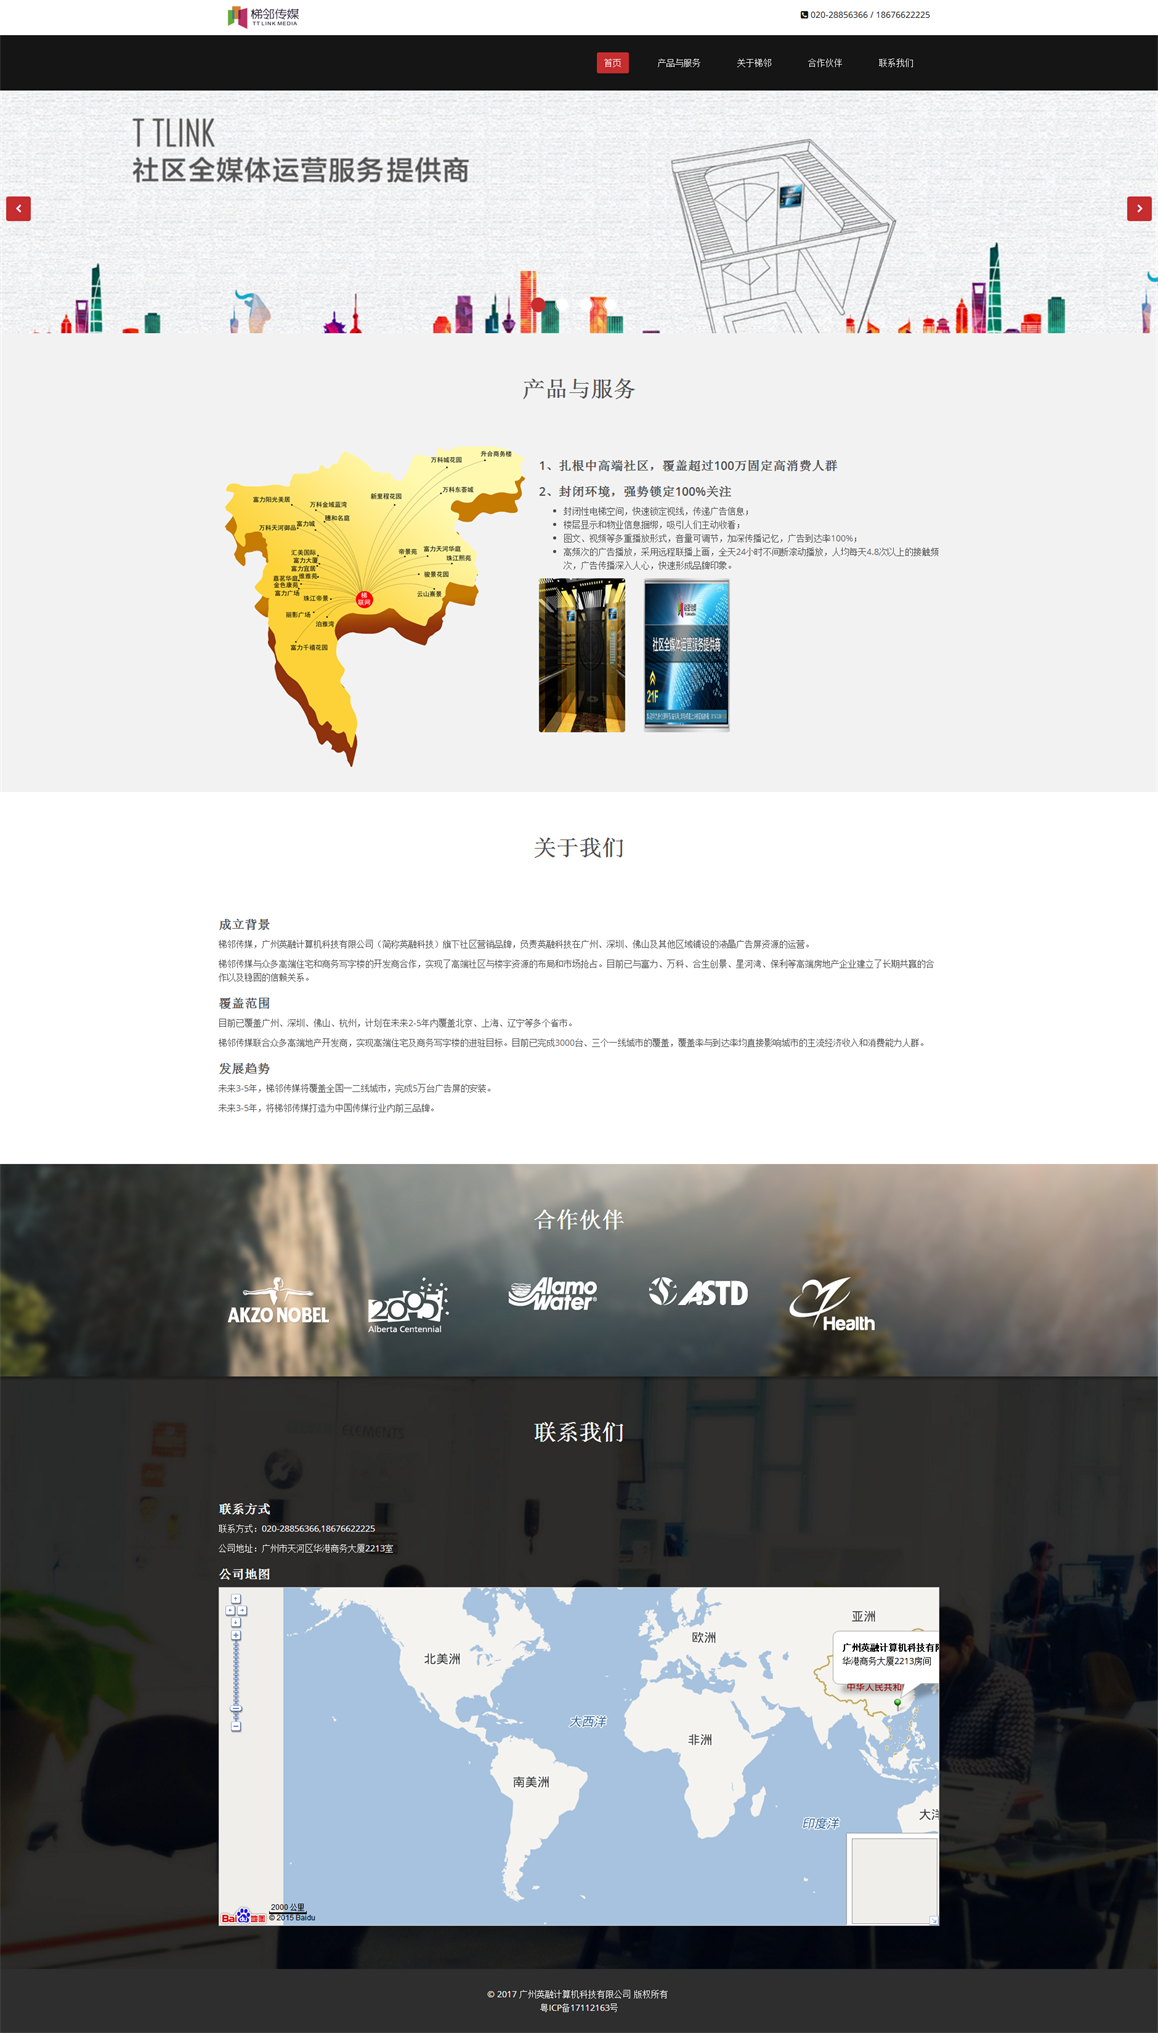 梯邻传媒
TT LINK MEDIA
020-28856366 / 18676622225
首页
产品与服务
关于梯邻
合作伙伴
联系我们
T TLINK
社区全媒体运营服务提供商
产品与服务
升合商务楼
万科城花园
万科东荟城
新里程花园
富力阳光美居
万科金域蓝湾
穗和名庭
富力城
万科天河御品
帝景苑
富力天河华庭
珠江熙苑
汇美国际
富力大厦
富力宜居
骏景花园
嘉茗华庭
维雅苑
金色康苑
富力广场
珠江帝景
云山熹景
梯
联网
丽影广场
泊雅湾
富力千禧花园
1、扎根中高端社区，覆盖超过100万固定高消费人群
2、封闭环境，强势锁定100%关注
封闭性电梯空间，快速锁定视线，传递广告信息；
楼层显示和物业信息捆绑，吸引人们主动收看；
图文、视频等多重播放形式，音量可调节，加深传播记忆，广告到达率100%；
高频次的广告播放，采用远程联播上画，全天24小时不间断滚动播放，人均每天4.8次以上的接触频
次，广告传播深入人心，快速形成品牌印象。
社区全媒体运营服务提供商
21F
关于我们
成立背景
梯邻传媒，广州英融计算机科技有限公司（简称英融科技）旗下社区营销品牌，负责英融科技在广州、深圳、佛山及其他区域铺设的液晶广告屏资源的运营。
梯邻传媒与众多高端住宅和商务写字楼的开发商合作，实现了高端社区与楼宇资源的布局和市场抢占。目前已与富力、万科、合生创景、星河湾、保利等高端房地产企业建立了长期共赢的合
作以及稳固的信赖关系。
覆盖范围
目前已覆盖广州、深圳、佛山、杭州，计划在未来2-5年内覆盖北京、上海、辽宁等多个省市。
梯邻传媒联合众多高端地产开发商，实现高端住宅及商务写字楼的进驻目标。目前已完成3000台、三个一线城市的覆盖，覆盖率与到达率均直接影响城市的主流经济收入和消费能力人群。
发展趋势
未来3-5年，梯邻传媒将覆盖全国一二线城市，完成5万台广告屏的安装。
未来3-5年，将梯邻传媒打造为中国传媒行业内前三品牌。
合作伙伴
AKZO NOBEL
2005
Alberta Centennial
Alamo
Water
ASTD
Health
联系我们
ELEMENTS
联系方式
联系方式：020-28856366,18676622225
公司地址：广州市天河区华港商务大厦2213室
公司地图
亚洲
欧洲
北美洲
广州英融计算机科技有
华港商务大厦2213房间
中华人民共和
大西洋
非洲
南美洲
大洋
印度洋
2000 公里
Bai 地图
© 2015 Baidu
© 2017 广州英融计算机科技有限公司 版权所有
粤ICP备17112163号